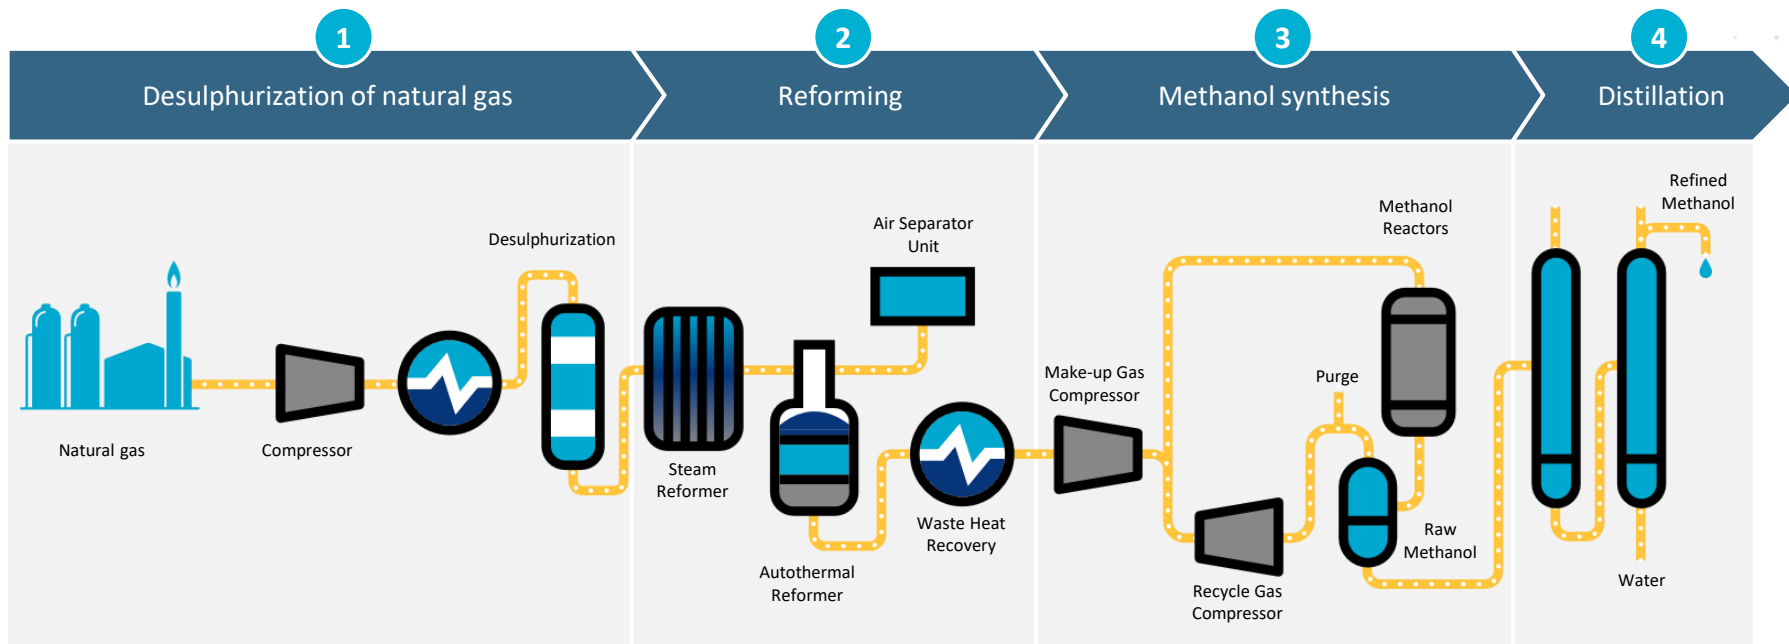 1
Desulphurization of natural gas
2
Reforming
3
Methanol synthesis
4
Distillation
Natural gas
Compressor
Desulphurization
Steam
Reformer
Autothermal
Reformer
Air Separator
Unit
Waste Heat
Recovery
Make-up Gas
Compressor
Recycle Gas
Compressor
Purge
Methanol
Reactors
Raw
Methanol
Refined
Methanol
Water